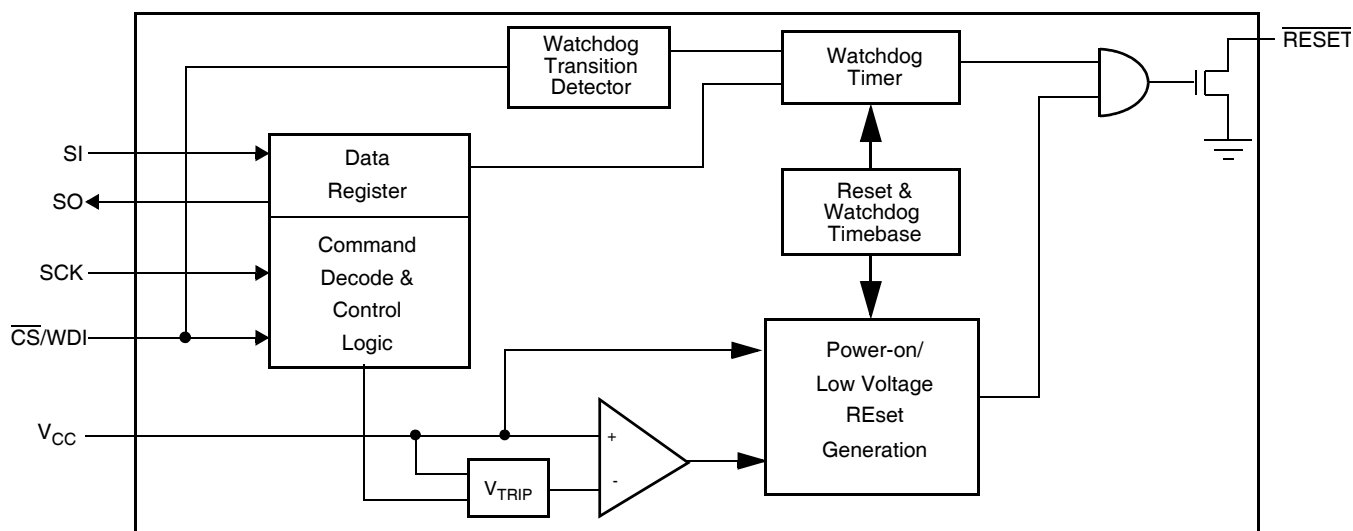 Watchdog
Transition
Detector
Watchdog
Timer
RESET
SI
SO
SCK
CS/WDI
VCC
Data
Register
Command
Decode &
Control
Logic
Reset &
Watchdog
Timebase
Power-on/
Low Voltage
REset
Generation
+
-
VTRIP